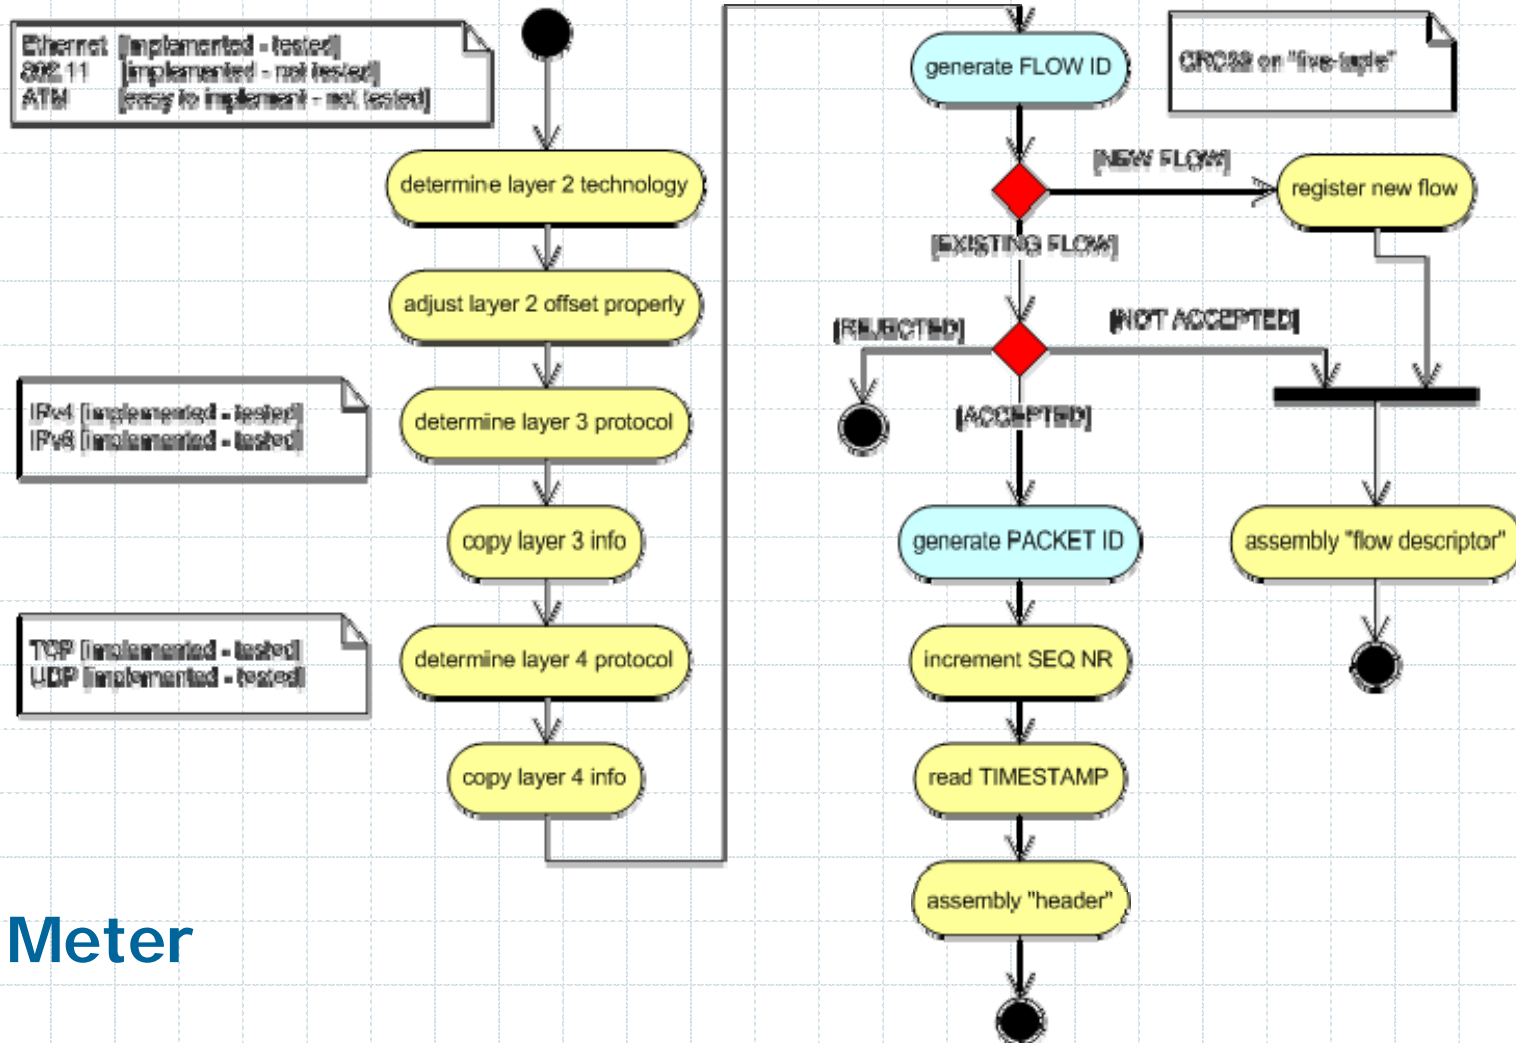 Ethernet [implemented - tested]
802.11 [implemented - not tested]
ATM [easy to implement - not tested]
determine layer 2 technology
adjust layer 2 offset properly
IPv4 [implemented - tested]
IPv6 [implemented - tested]
determine layer 3 protocol
copy layer 3 info
TCP [implemented - tested]
UDP [implemented - tested]
determine layer 4 protocol
copy layer 4 info
generate FLOW ID
CRC32 on "five-tuple"
[NEW FLOW]
register new flow
[EXISTING FLOW]
[REJECTED]
[NOT ACCEPTED]
[ACCEPTED]
generate PACKET ID
assembly "flow descriptor"
increment SEQ NR
read TIMESTAMP
assembly "header"
Meter